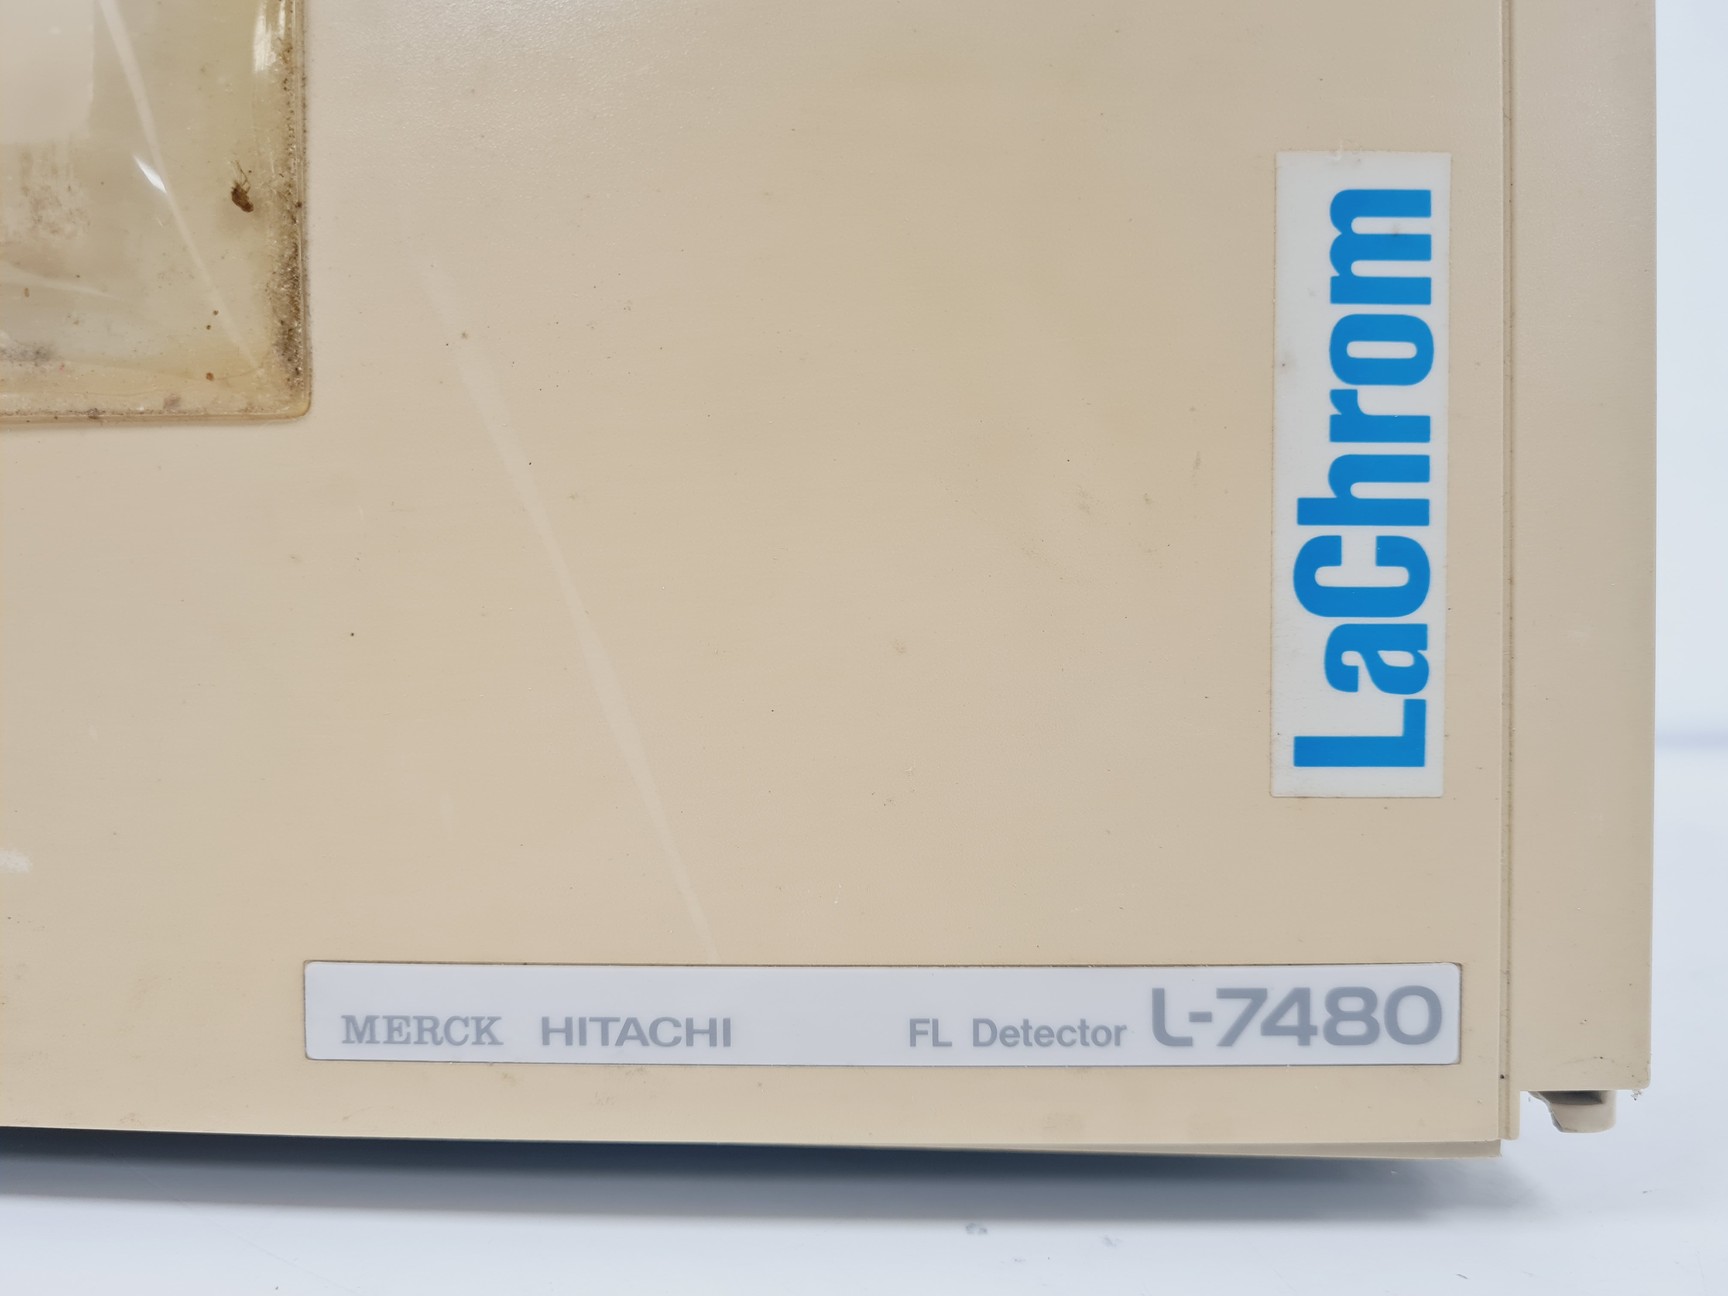 LaChrom
MERCK HITACHI FL Detector L-7480